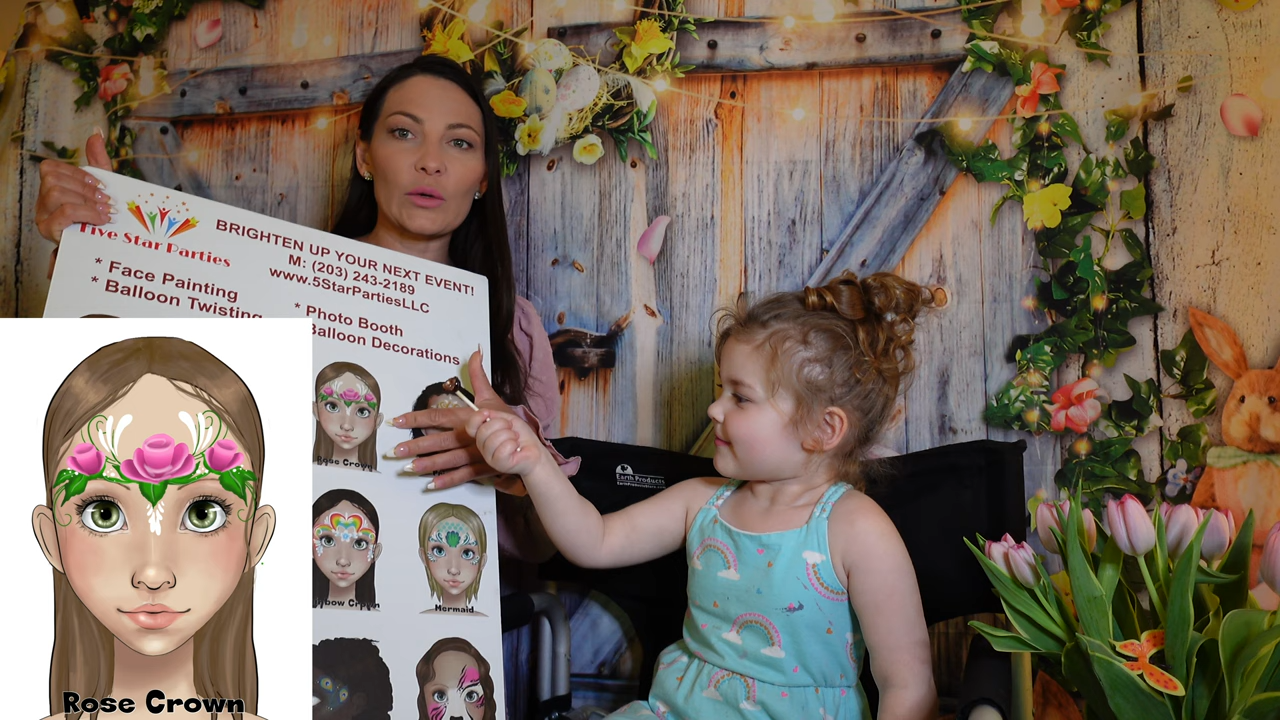 Five Star Parties
BRIGHTEN UP YOUR NEXT EVENT!
M: (203) 243-2189
www.5StarPartiesLLC
* Face Painting
* Balloon Twisting
* Photo Booth
Balloon Decorations
Rose Crown
Mermaid
Earth Products
Rose Crown